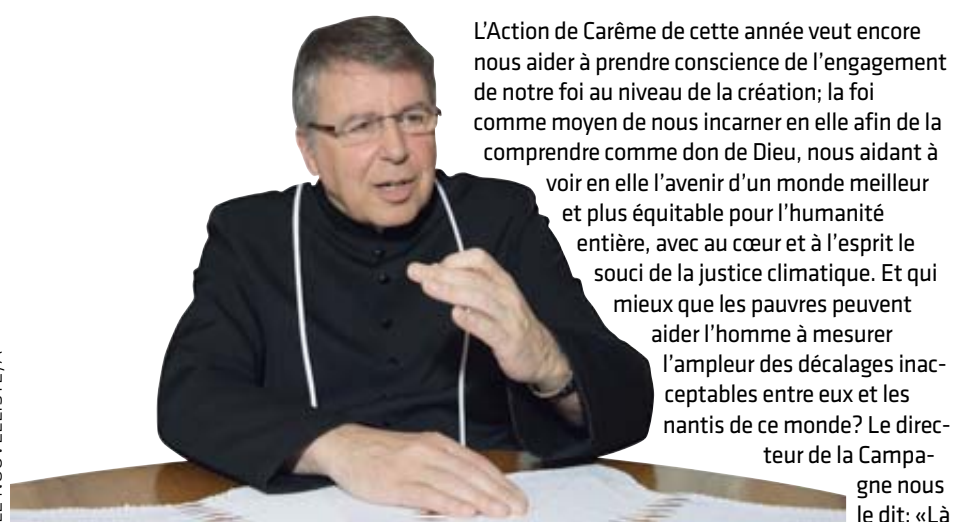 L’Action de Carême de cette année veut encore
nous aider à prendre conscience de l’engagement
de notre foi au niveau de la création; la foi
comme moyen de nous incarner en elle afin de la
comprendre comme don de Dieu, nous aidant à
voir en elle l’avenir d’un monde meilleur
et plus équitable pour l’humanité
entière, avec au cœur et à l’esprit le
souci de la justice climatique. Et qui
mieux que les pauvres peuvent
aider l’homme à mesurer
l’ampleur des décalages inac-
ceptables entre eux et les
nantis de ce monde? Le direc-
teur de la Campa-
gne nous
le dit: «Là